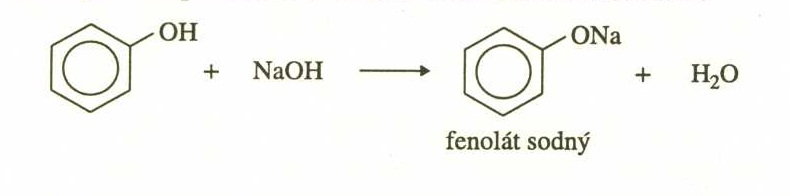 OH
+ NaOH ⟶ ONa + H₂O
fenolát sodný